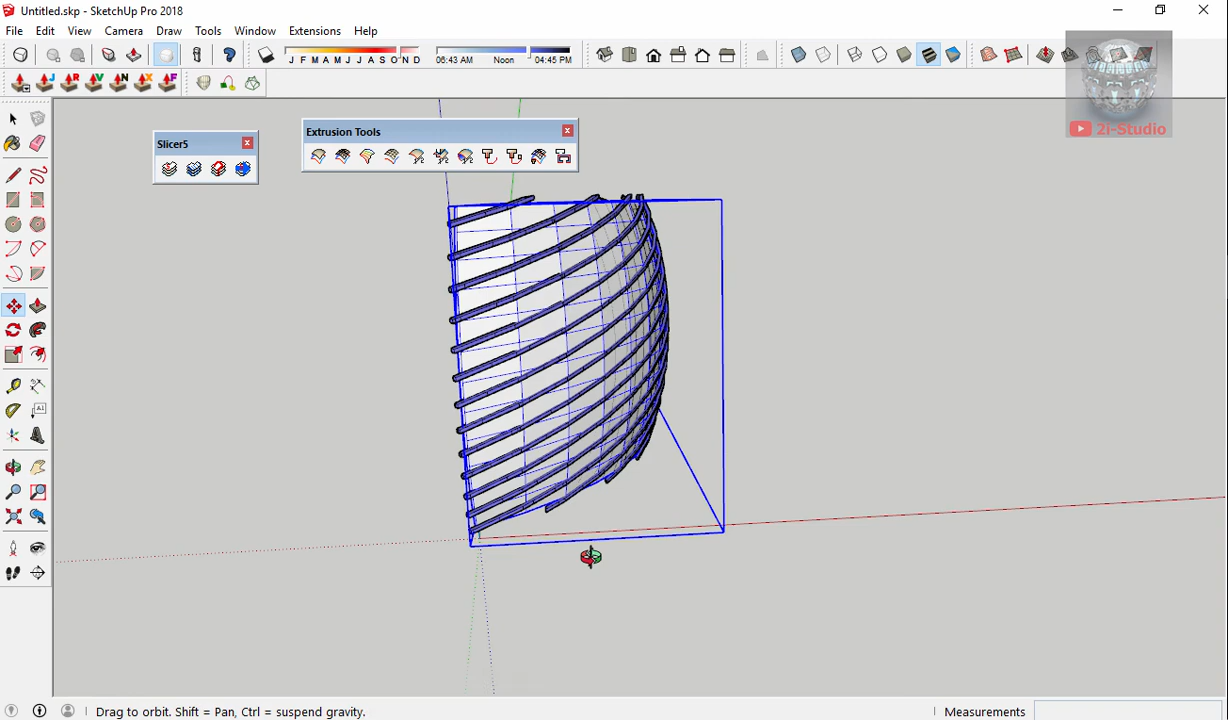 Untitled.skp - SketchUp Pro 2018
File Edit View Camera Draw Tools Window Extensions Help
J F M A M J J A S O N D
06:43 AM Noon 04:45 PM
J R V N X F
2i-Studio
Slicer5
Extrusion Tools
Drag to orbit. Shift = Pan, Ctrl = suspend gravity.
Measurements